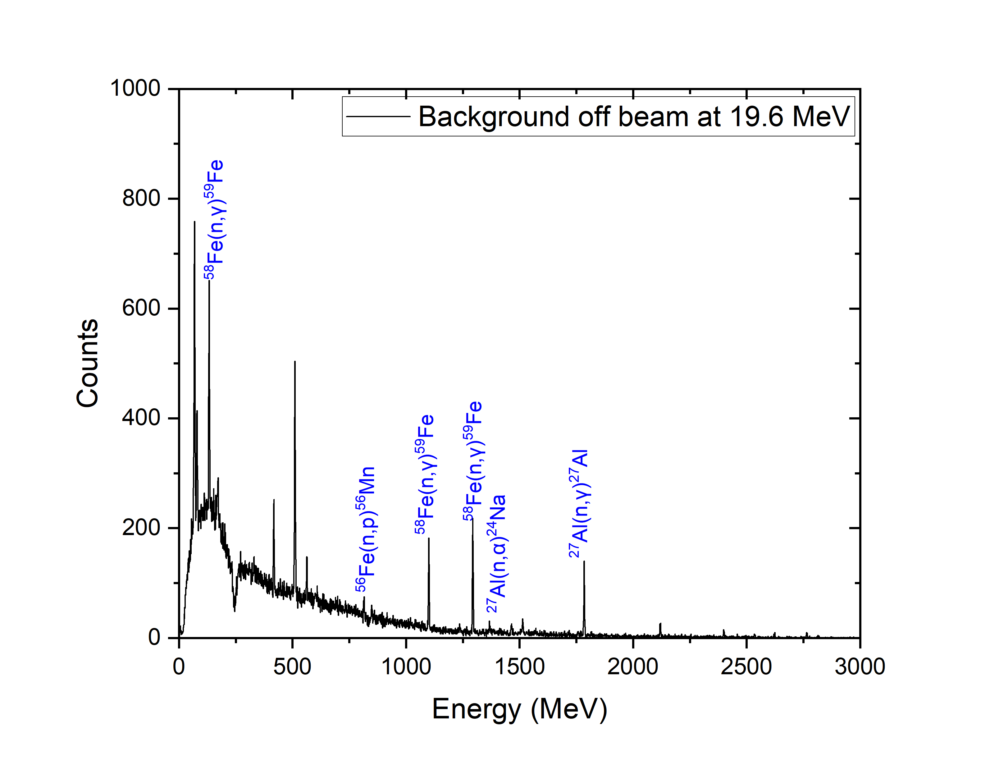 1000
800
600
400
200
0
Counts
Background off beam at 19.6 MeV
⁵⁸Fe(n,γ)⁵⁹Fe
⁵⁶Fe(n,p)⁵⁶Mn
⁵⁸Fe(n,γ)⁵⁹Fe
⁵⁸Fe(n,γ)⁵⁹Fe
²⁷Al(n,α)²⁴Na
²⁷Al(n,γ)²⁷Al
0 500 1000 1500 2000 2500 3000
Energy (MeV)